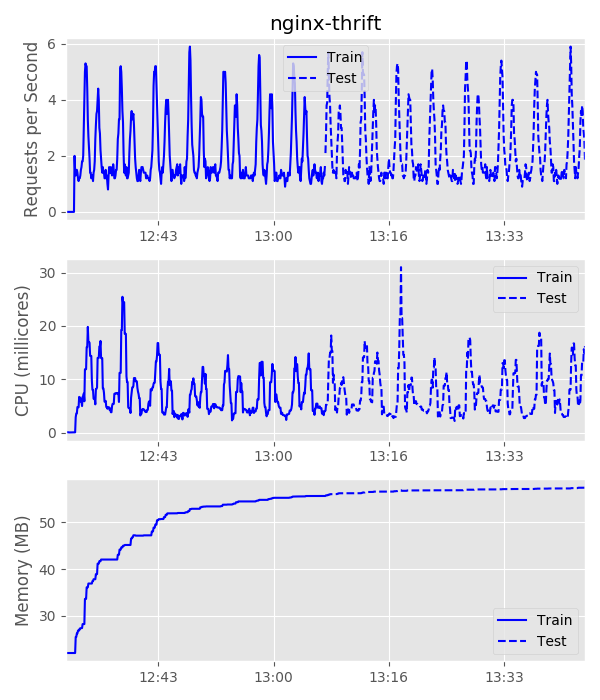 nginx-thrift
Requests per Second
6
4
2
0
Train
Test
12:43
13:00
13:16
13:33
CPU (millicores)
30
20
10
0
Train
Test
12:43
13:00
13:16
13:33
Memory (MB)
50
40
30
Train
Test
12:43
13:00
13:16
13:33